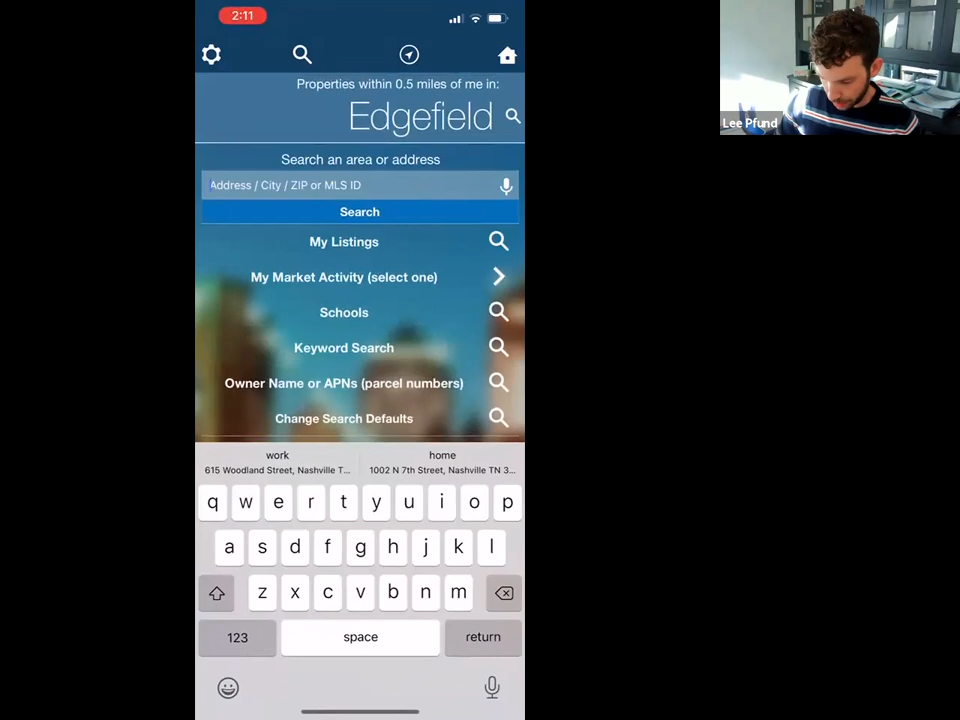 2:11
Properties within 0.5 miles of me in:
Edgefield
Search an area or address
Address / City / ZIP or MLS ID
Search
My Listings
My Market Activity (select one)
Schools
Keyword Search
Owner Name or APNs (parcel numbers)
Change Search Defaults
work
615 Woodland Street, Nashville T...
home
1002 N 7th Street, Nashville TN 3...
q w e r t y u i o p
a s d f g h j k l
z x c v b n m
123 space return
Lee Pfund